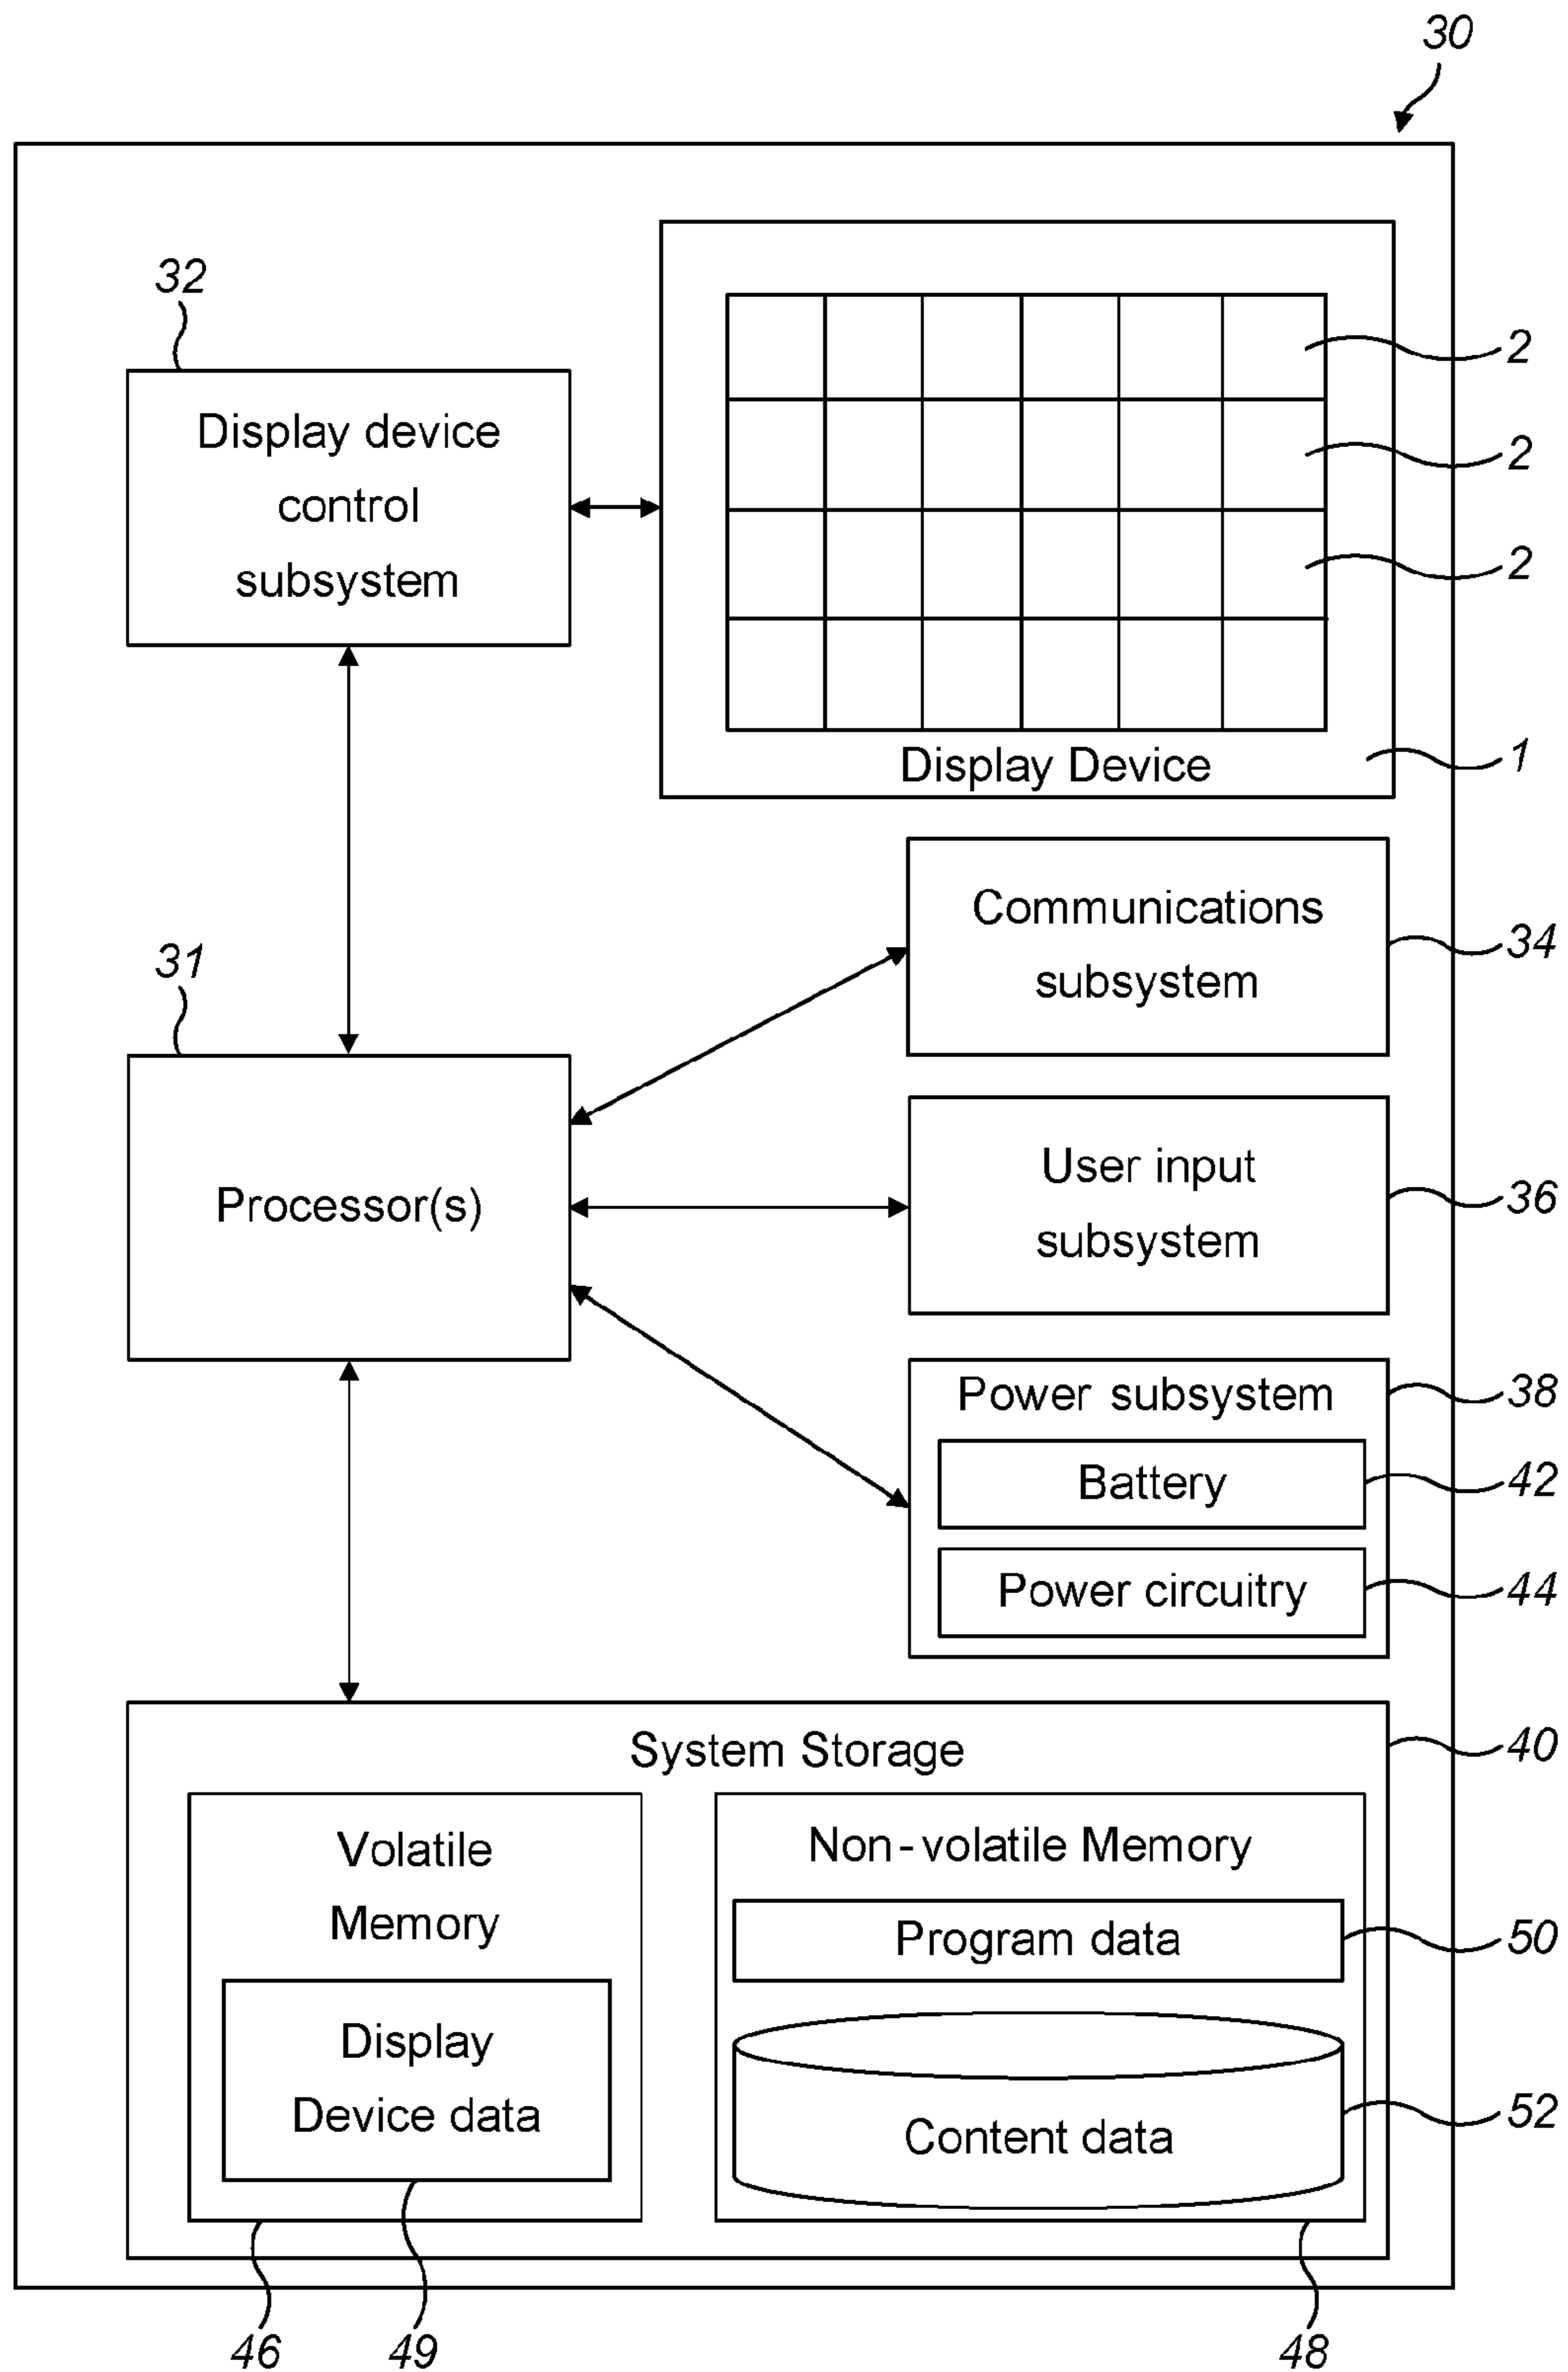 30
32
Display device
control
subsystem
2
2
2
Display Device
1
Communications
subsystem
34
31
Processor(s)
User input
subsystem
36
Power subsystem
38
Battery
42
Power circuitry
44
System Storage
40
Volatile
Memory
Display
Device data
Non-volatile Memory
Program data
50
Content data
52
46
49
48